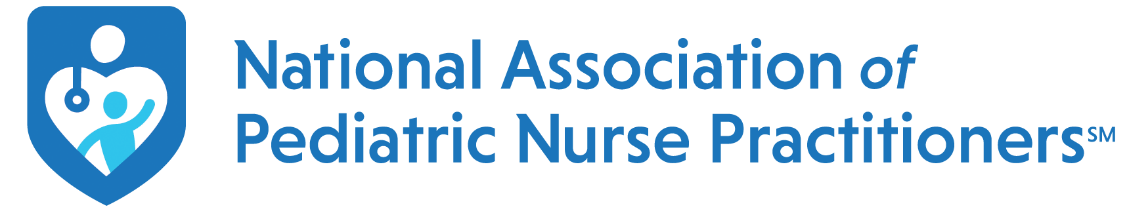 National Association of
Pediatric Nurse Practitioners℠